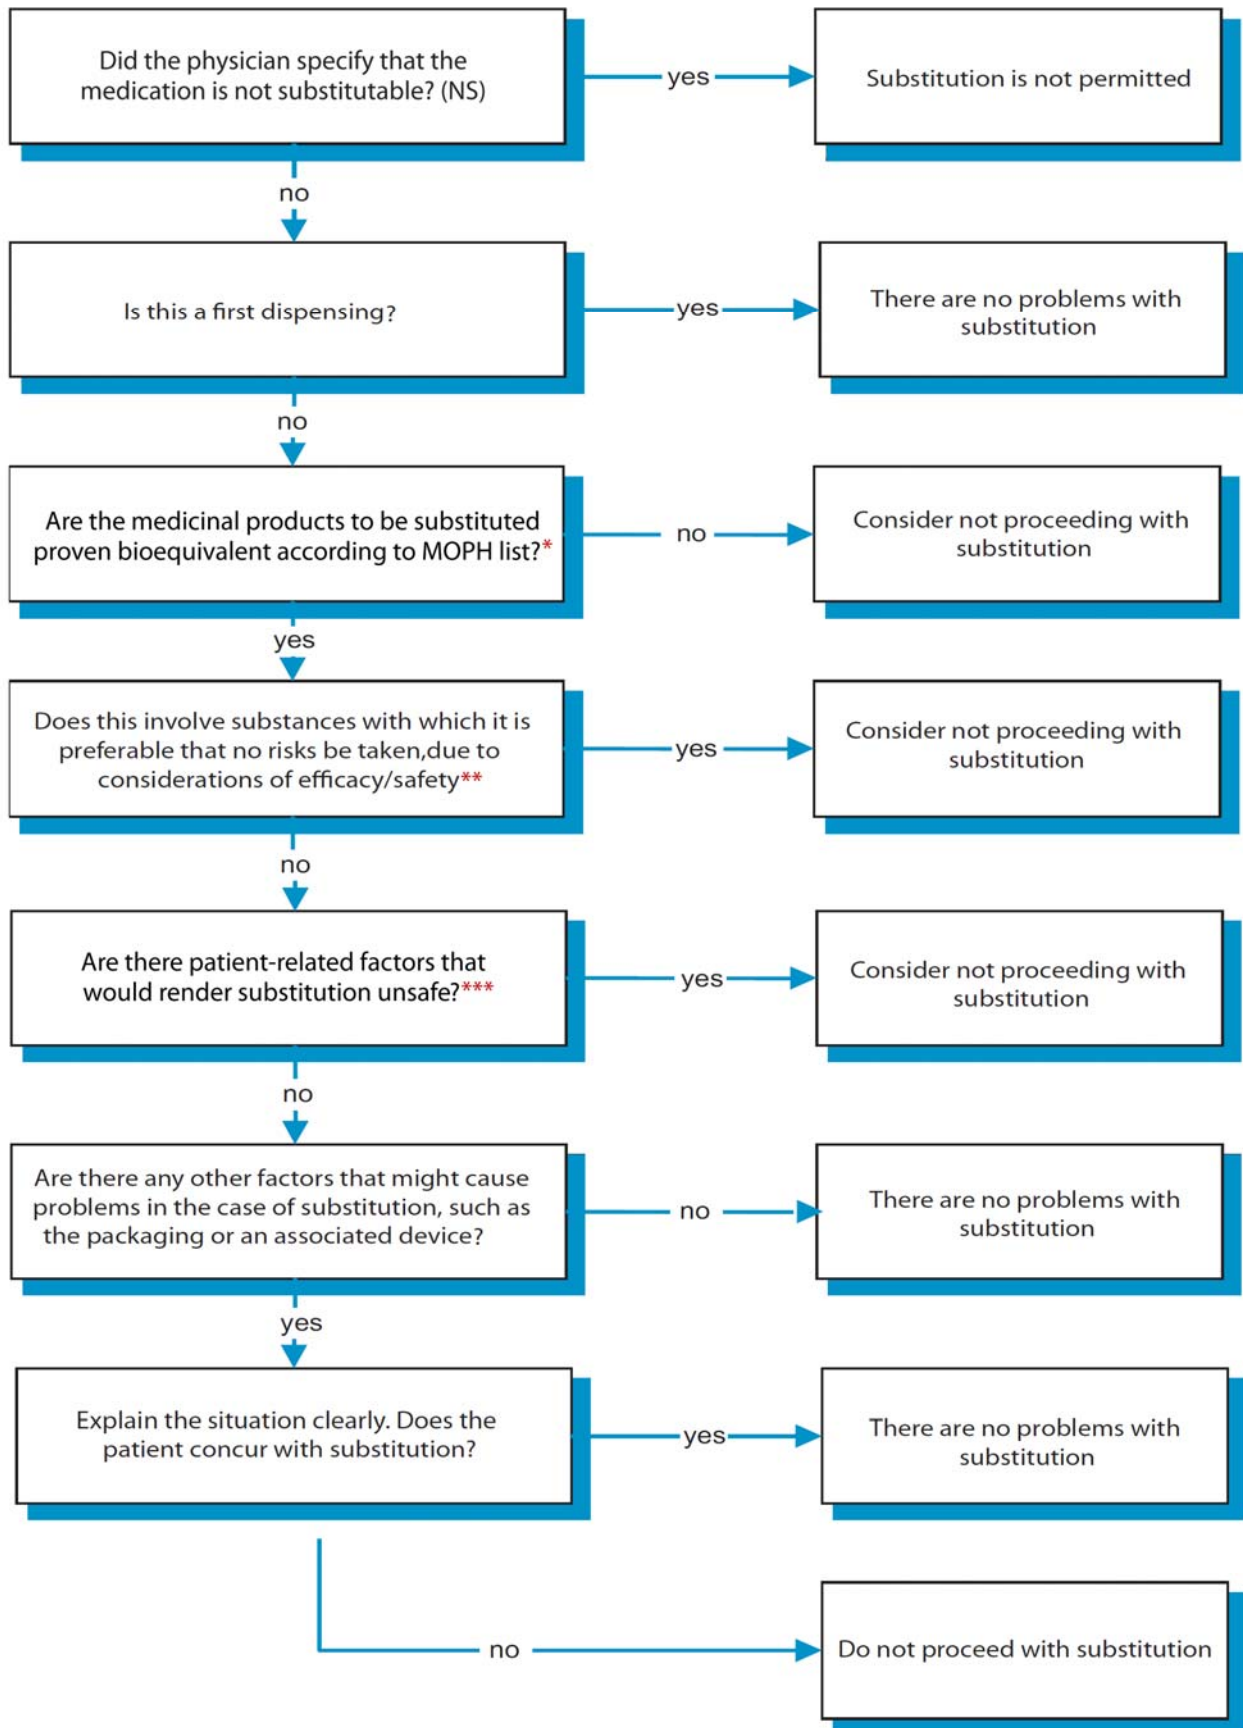 Did the physician specify that the
medication is not substitutable? (NS)
yes
Substitution is not permitted
no
Is this a first dispensing?
yes
There are no problems with
substitution
no
Are the medicinal products to be substituted
proven bioequivalent according to MOPH list?*
no
Consider not proceeding with
substitution
yes
Does this involve substances with which it is
preferable that no risks be taken,due to
considerations of efficacy/safety**
yes
Consider not proceeding with
substitution
no
Are there patient-related factors that
would render substitution unsafe?***
yes
Consider not proceeding with
substitution
no
Are there any other factors that might cause
problems in the case of substitution, such as
the packaging or an associated device?
no
There are no problems with
substitution
yes
Explain the situation clearly. Does the
patient concur with substitution?
yes
There are no problems with
substitution
no
Do not proceed with substitution